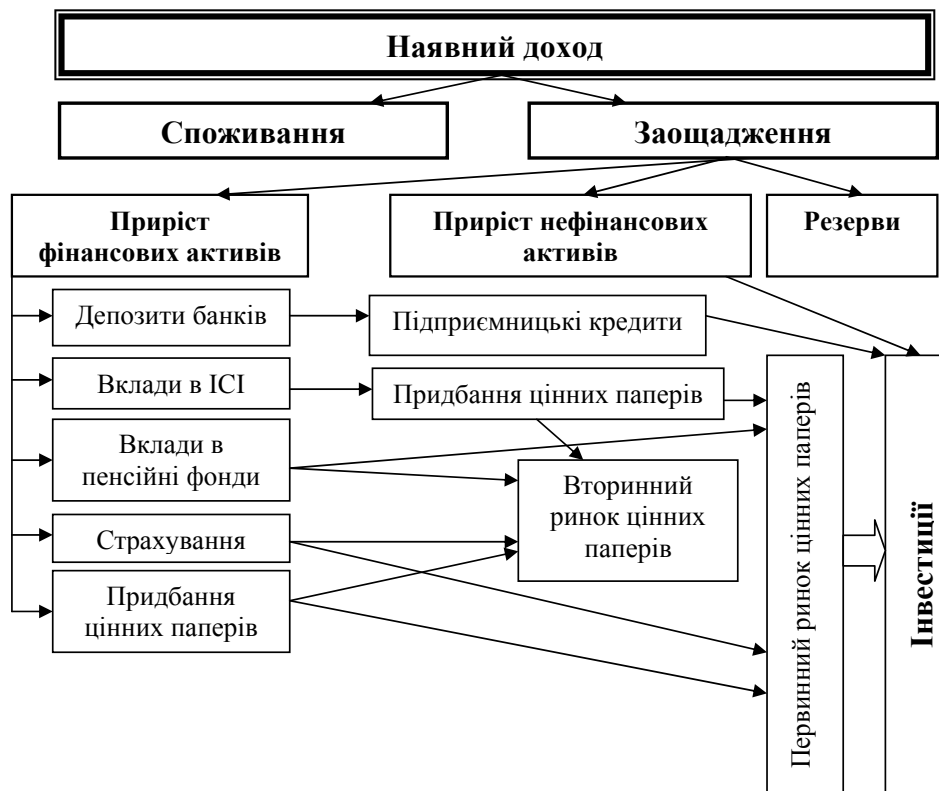 Наявний доход
Споживання
Заощадження
Приріст
фінансових активів
Приріст нефінансових
активів
Резерви
Депозити банків
Підприємницькі кредити
Вклади в ІСІ
Придбання цінних паперів
Вклади в
пенсійні фонди
Вторинний
ринок цінних
паперів
Страхування
Придбання
цінних паперів
Первинний ринок цінних паперів
Інвестиції